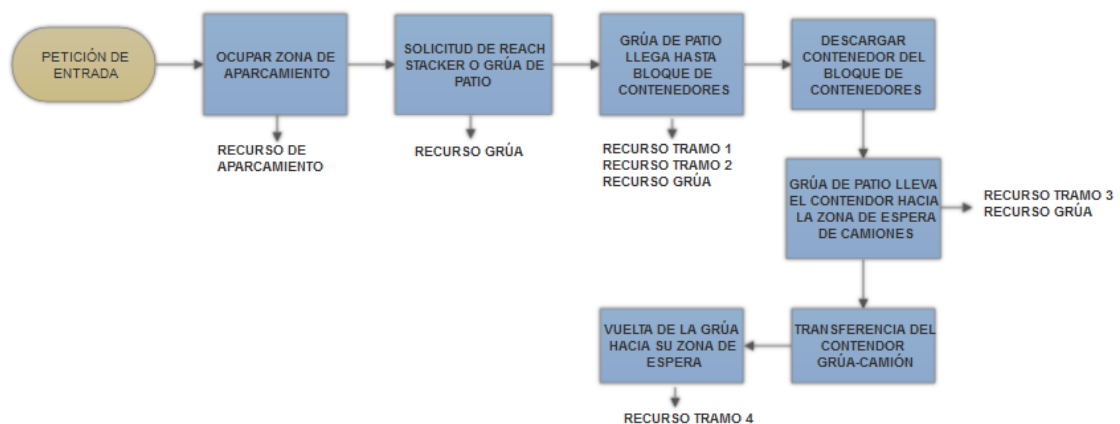 PETICIÓN DE
ENTRADA
OCUPAR ZONA DE
APARCAMIENTO
RECURSO DE
APARCAMIENTO
SOLICITUD DE REACH
STACKER O GRÚA DE
PATIO
RECURSO GRÚA
GRÚA DE PATIO
LLEGA HASTA
BLOQUE DE
CONTENEDORES
RECURSO TRAMO 1
RECURSO TRAMO 2
RECURSO GRÚA
DESCARGAR
CONTENEDOR DEL
BLOQUE DE
CONTENEDORES
GRÚA DE PATIO LLEVA
EL CONTENDOR HACIA
LA ZONA DE ESPERA
DE CAMIONES
RECURSO TRAMO 3
RECURSO GRÚA
TRANSFERENCIA DEL
CONTENDOR
GRÚA-CAMIÓN
VUELTA DE LA GRÚA
HACIA SU ZONA DE
ESPERA
RECURSO TRAMO 4